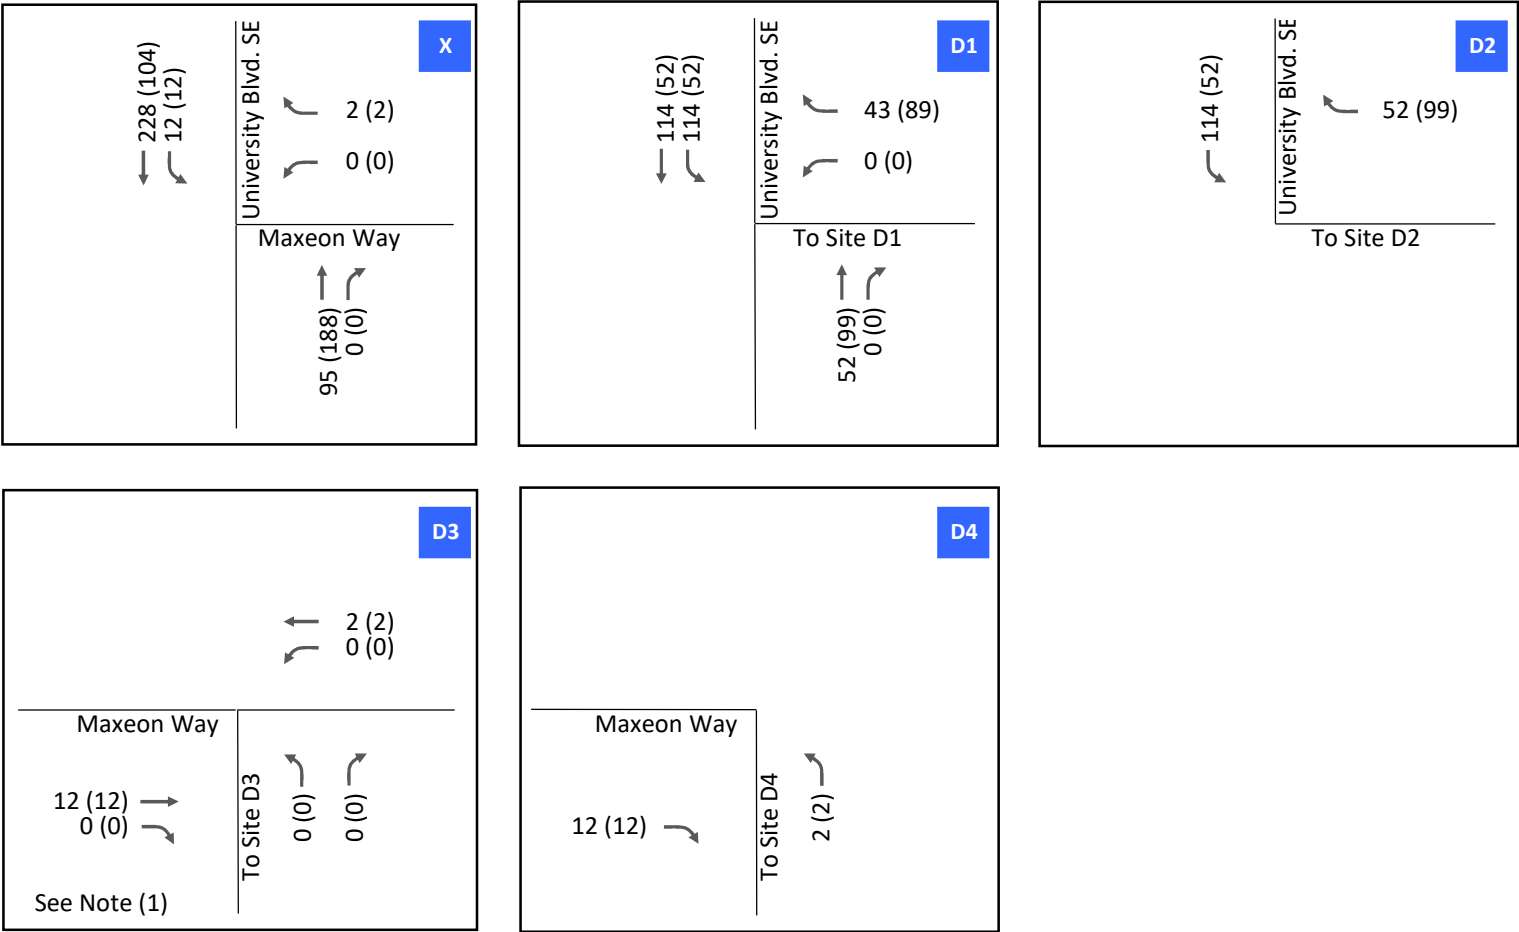 X
228 (104)
12 (12)
University Blvd. SE
2 (2)
0 (0)
Maxeon Way
95 (188)
0 (0)
D1
114 (52)
114 (52)
University Blvd. SE
43 (89)
0 (0)
To Site D1
52 (99)
0 (0)
D2
114 (52)
University Blvd. SE
52 (99)
To Site D2
D3
2 (2)
0 (0)
Maxeon Way
12 (12)
0 (0)
To Site D3
0 (0)
0 (0)
See Note (1)
D4
Maxeon Way
12 (12)
To Site D4
2 (2)